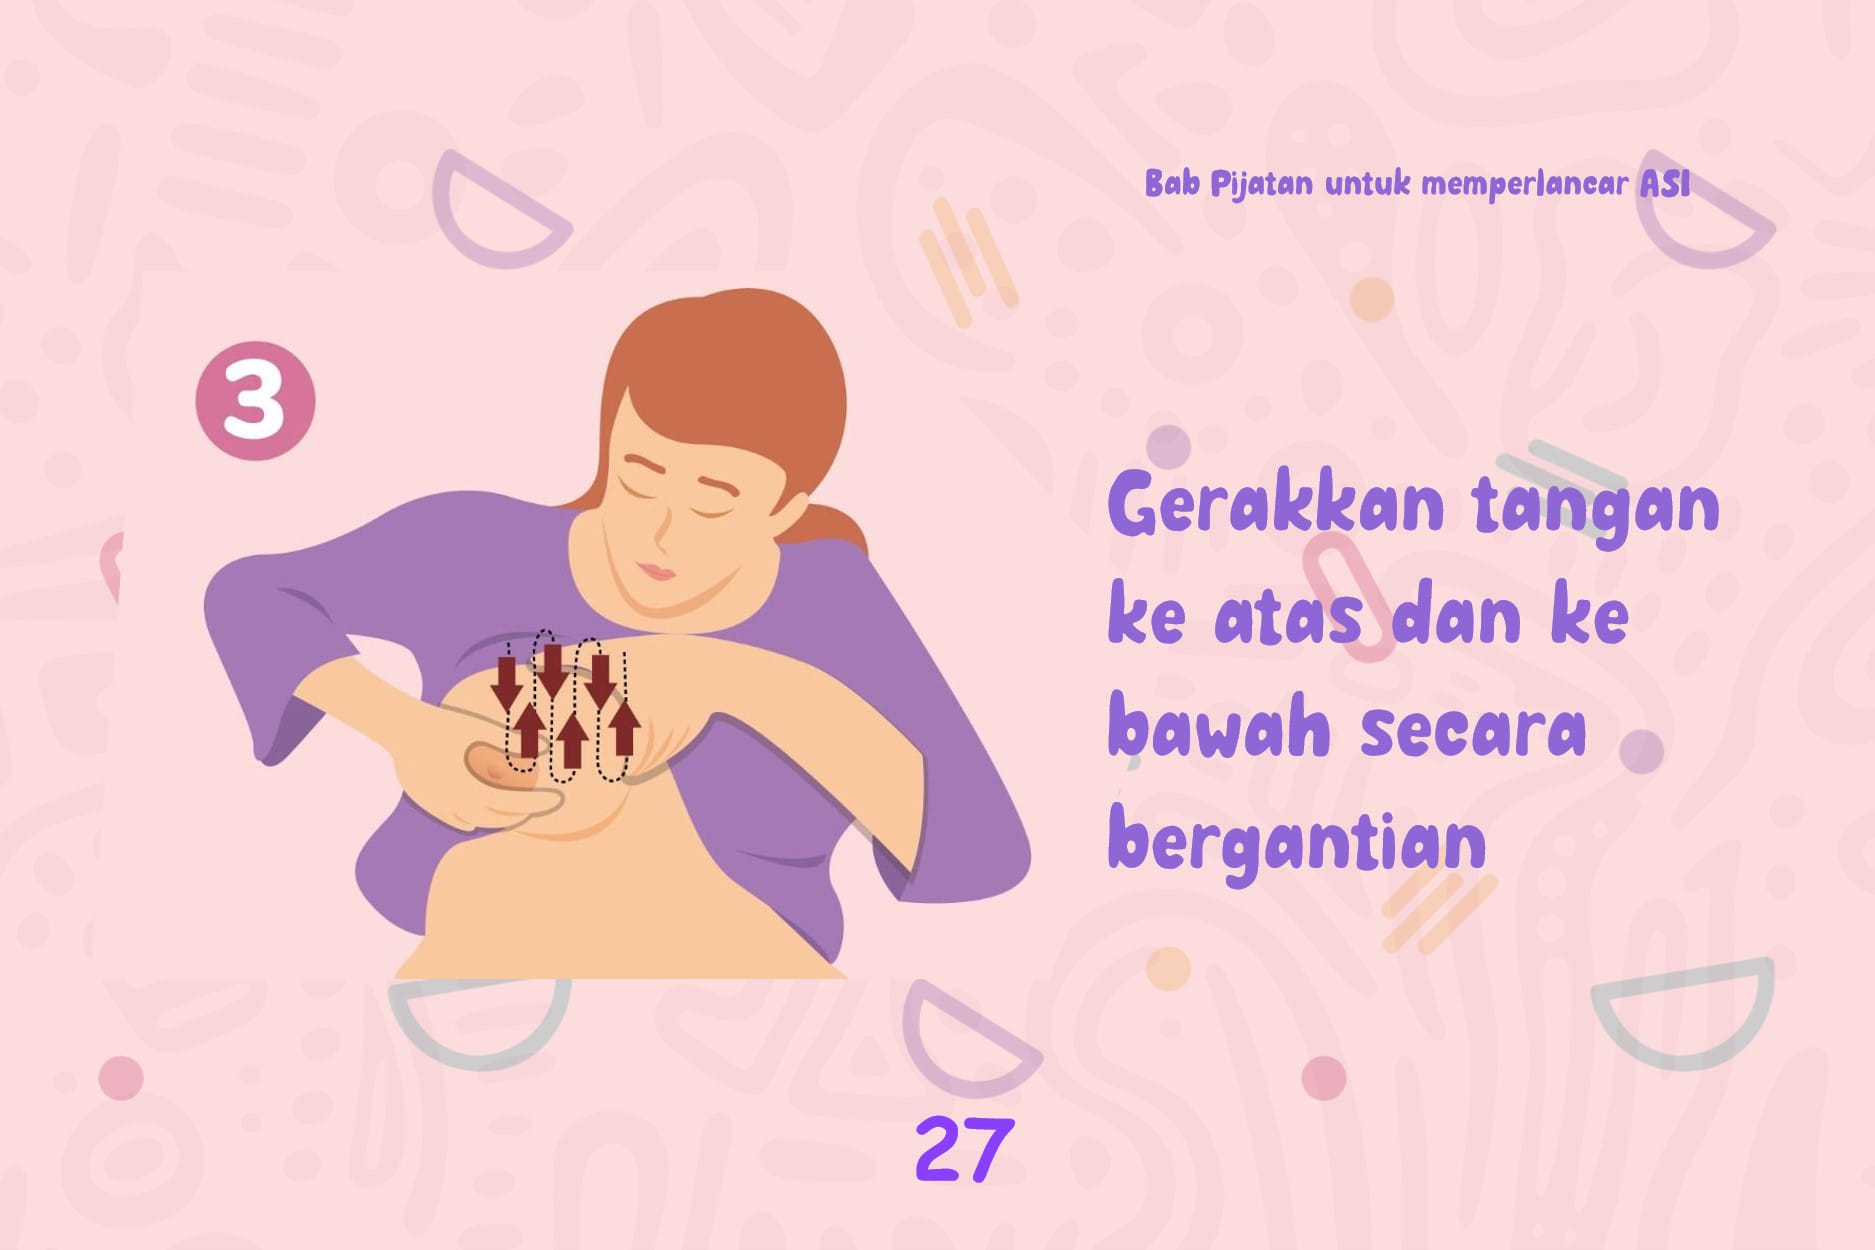 Bab Pijatan untuk memperlancar ASI
3
Gerakkan tangan
ke atas dan ke
bawah secara
bergantian
27